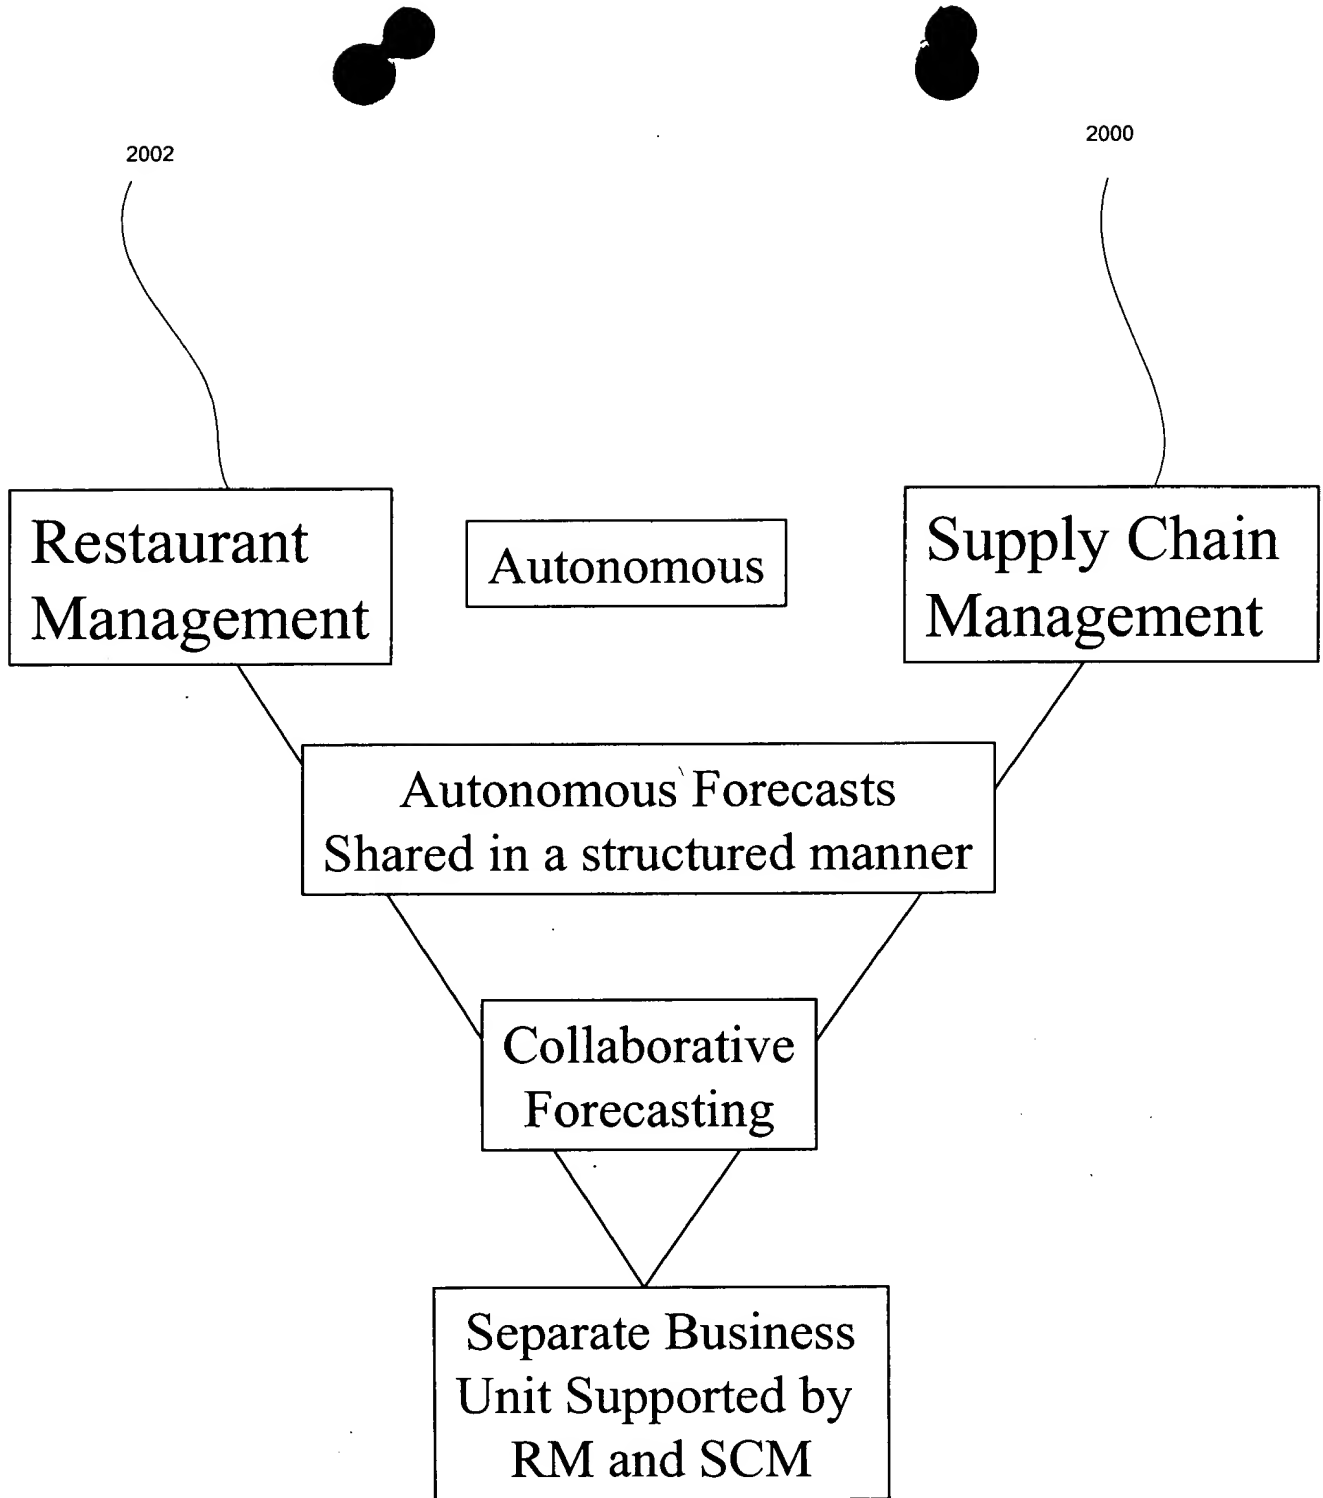 2002
2000
Restaurant
Management
Autonomous
Supply Chain
Management
Autonomous Forecasts
Shared in a structured manner
Collaborative
Forecasting
Separate Business
Unit Supported by
RM and SCM